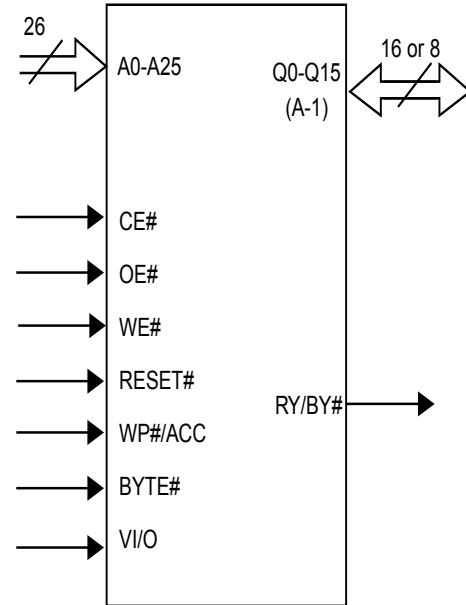 26
16 or 8
A0-A25
Q0-Q15
(A-1)
CE#
OE#
WE#
RESET#
RY/BY#
WP#/ACC
BYTE#
VI/O